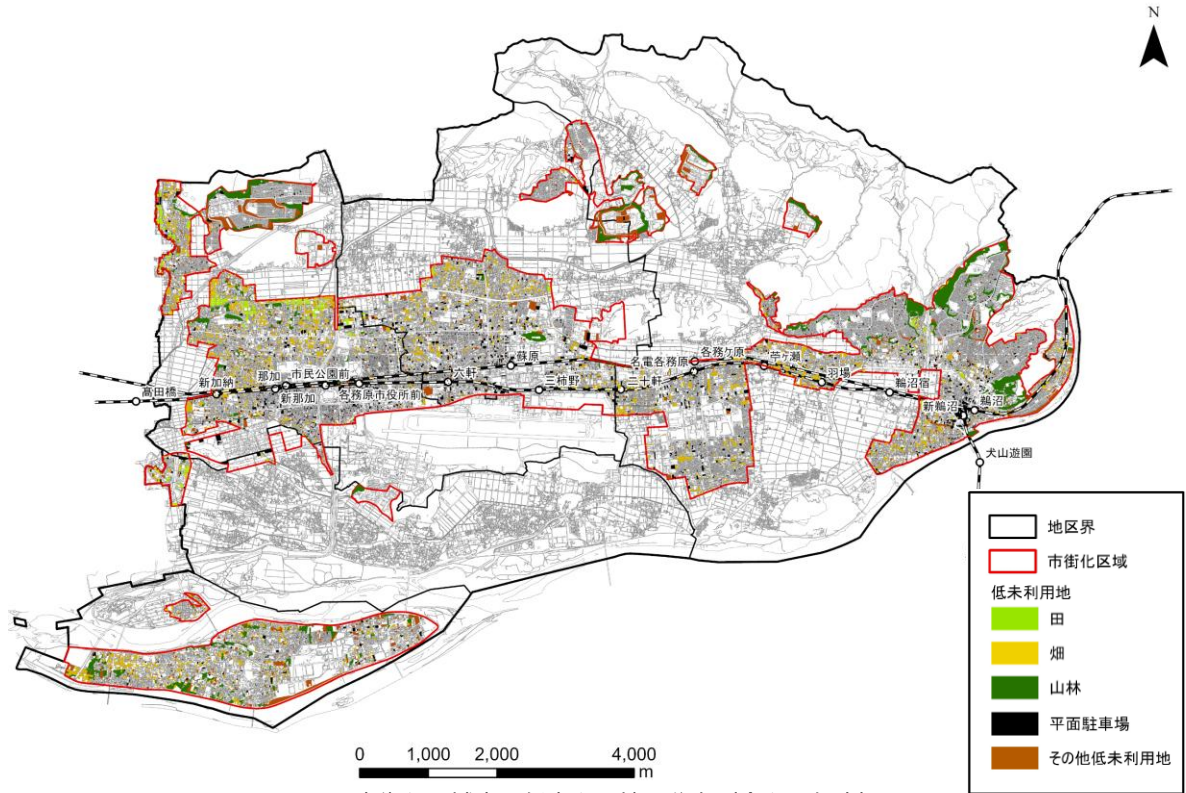 N
高田橋
新加納
那加
新那加
市民公園前
各務原市役所前
六軒
蘇原
三柿野
二十軒
名電各務原
各務ケ原
苧ヶ瀬
羽場
鵜沼宿
新鵜沼
鵜沼
犬山遊園
地区界
市街化区域
低未利用地
田
畑
山林
平面駐車場
その他低未利用地
0 1,000 2,000 4,000
m